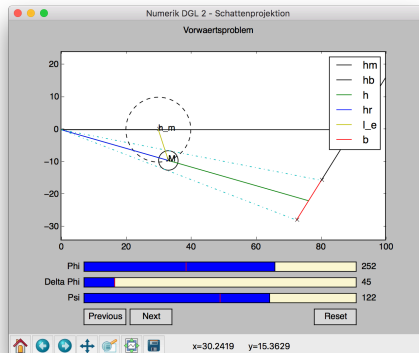 Numerik DGL 2 - Schattenprojektion
Vorwaertsproblem
20
10
0
−10
−20
−30
0
20
40
60
80
100
h_m
M
hm
hb
h
hr
l_e
b
Phi
252
Delta Phi
45
Psi
122
Previous
Next
Reset
x=30.2419 y=15.3629